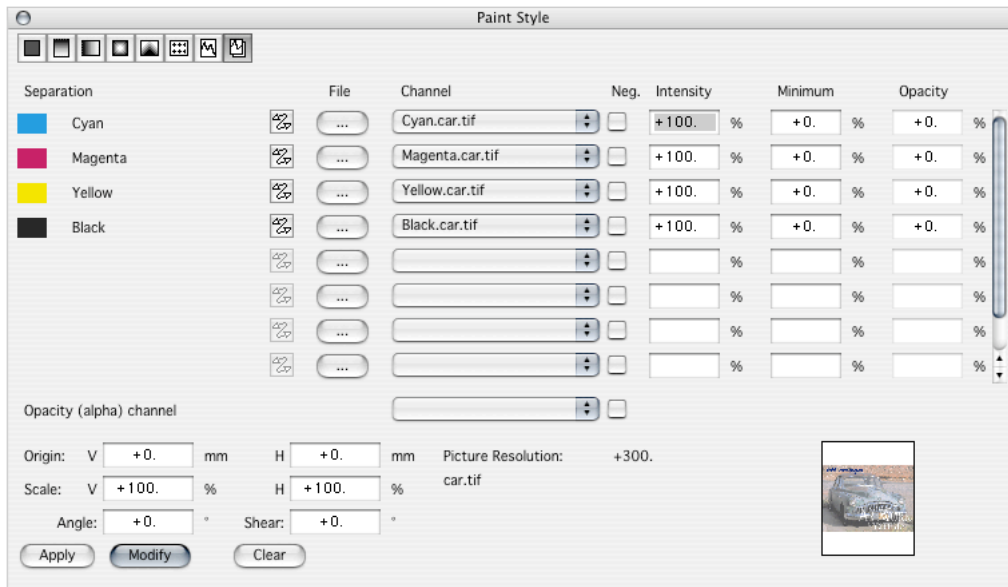 Paint Style
Separation File Channel Neg. Intensity Minimum Opacity
Cyan ... Cyan.car.tif +100. % +0. % +0. %
Magenta ... Magenta.car.tif +100. % +0. % +0. %
Yellow ... Yellow.car.tif +100. % +0. % +0. %
Black ... Black.car.tif +100. % +0. % +0. %
... % % %
... % % %
... % % %
... % % %
Opacity (alpha) channel
Origin: V +0. mm H +0. mm Picture Resolution: +300.
Scale: V +100. % H +100. % car.tif
Angle: +0. ° Shear: +0. °
Apply Modify Clear